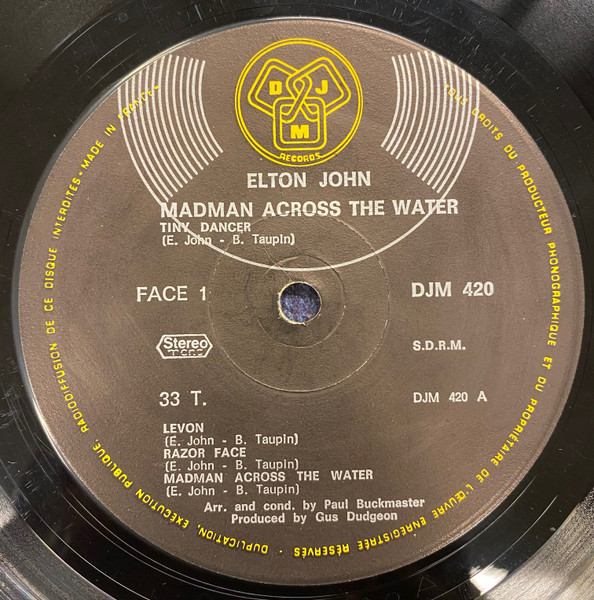 D J M
RECORDS
ELTON JOHN
MADMAN ACROSS THE WATER
TINY DANCER
(E. John - B. Taupin)
FACE 1
DJM 420
Stereo
S.D.R.M.
33 T.
DJM 420 A
LEVON
(E. John - B. Taupin)
RAZOR FACE
(E. John - B. Taupin)
MADMAN ACROSS THE WATER
(E. John - B. Taupin)
Arr. and cond. by Paul Buckmaster
Produced by Gus Dudgeon
TOUS DROITS DU PRODUCTEUR PHONOGRAPHIQUE ET DU PROPRIÉTAIRE DE L'ŒUVRE ENREGISTRÉE RÉSERVÉS · DUPLICATION, EXÉCUTION PUBLIQUE, RADIODIFFUSION DE CE DISQUE INTERDITES • MADE IN FRANCE •